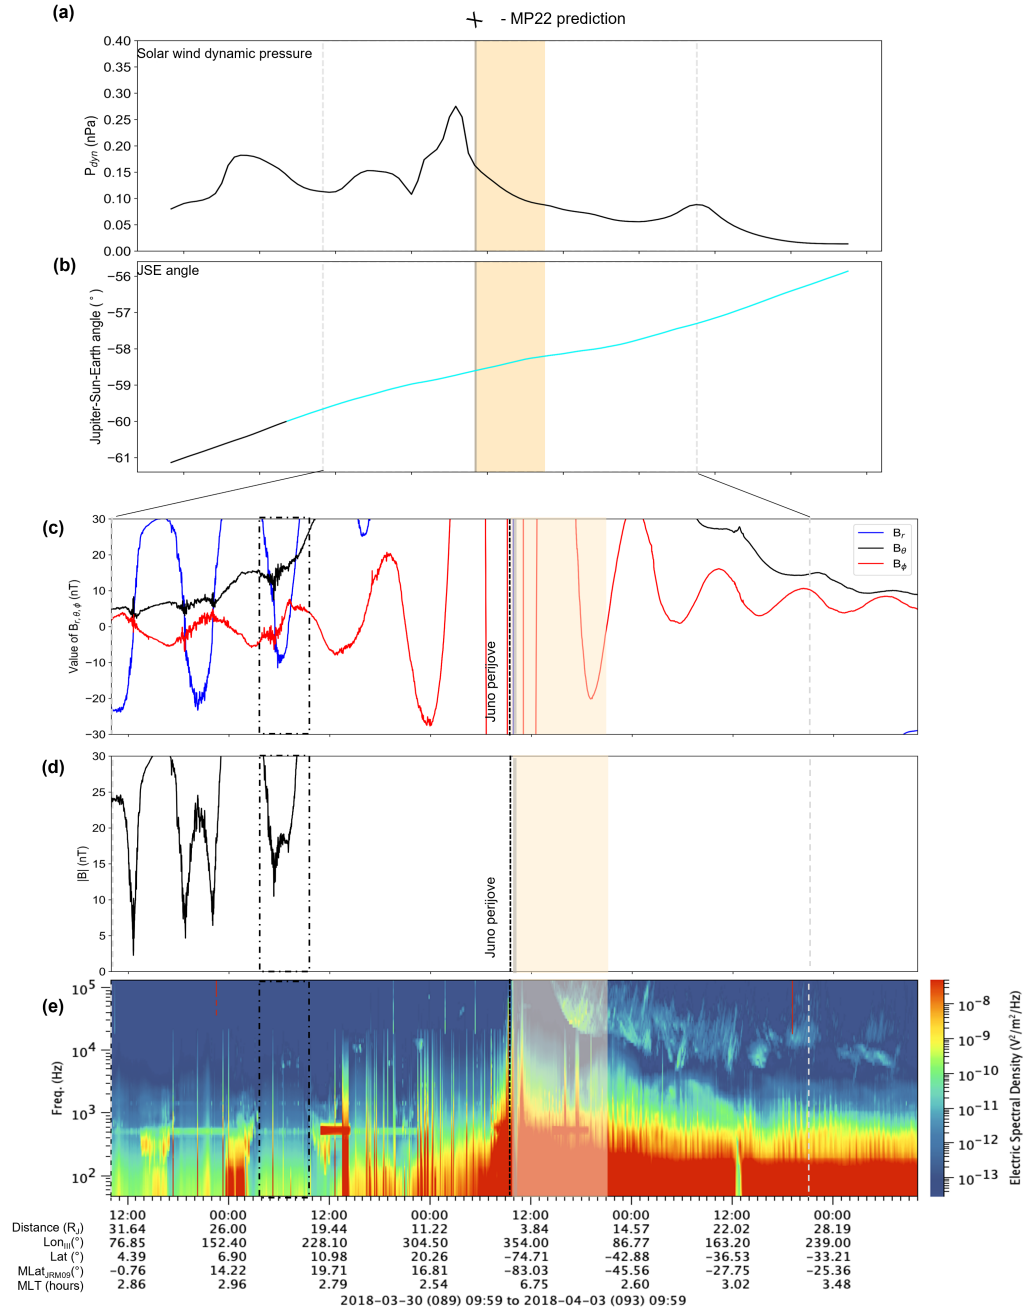 (a)
- MP22 prediction
Solar wind dynamic pressure
0.40
0.35
0.30
0.25
0.20
0.15
0.10
0.05
0.00
P_dyn (nPa)
(b)
JSE angle
−56
−57
−58
−59
−60
−61
Jupiter-Sun-Earth angle (°)
(c)
30
20
10
0
−10
−20
−30
Value of B_r, θ, ϕ (nT)
B_r
B_θ
B_ϕ
Juno perijove
(d)
30
25
20
15
10
5
0
|B| (nT)
Juno perijove
(e)
10^5
10^4
10^3
10^2
Freq. (Hz)
10^−8
10^−9
10^−10
10^−11
10^−12
10^−13
Electric Spectral Density (V²/m²/Hz)
12:00 00:00 12:00 00:00 12:00 00:00 12:00 00:00
Distance (R_J) 31.64 26.00 19.44 11.22 3.84 14.57 22.02 28.19
Lon_III(°) 76.85 152.40 228.10 304.50 354.00 86.77 163.20 239.00
Lat (°) 4.39 6.90 10.98 20.26 −74.71 −42.88 −36.53 −33.21
MLat_JRM09(°) −0.76 14.22 19.71 16.81 −83.03 −45.56 −27.75 −25.36
MLT (hours) 2.86 2.96 2.79 2.54 6.75 2.60 3.02 3.48
2018-03-30 (089) 09:59 to 2018-04-03 (093) 09:59